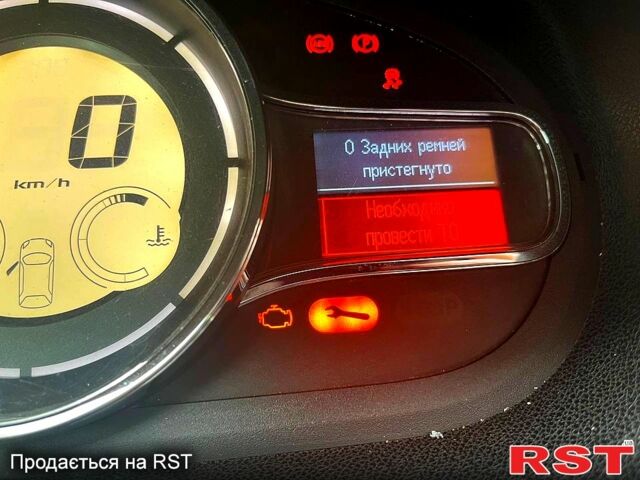 0
km/h
0 Задних ремней
пристегнуто
Необходимо
провести ТО
Продається на RST
RST